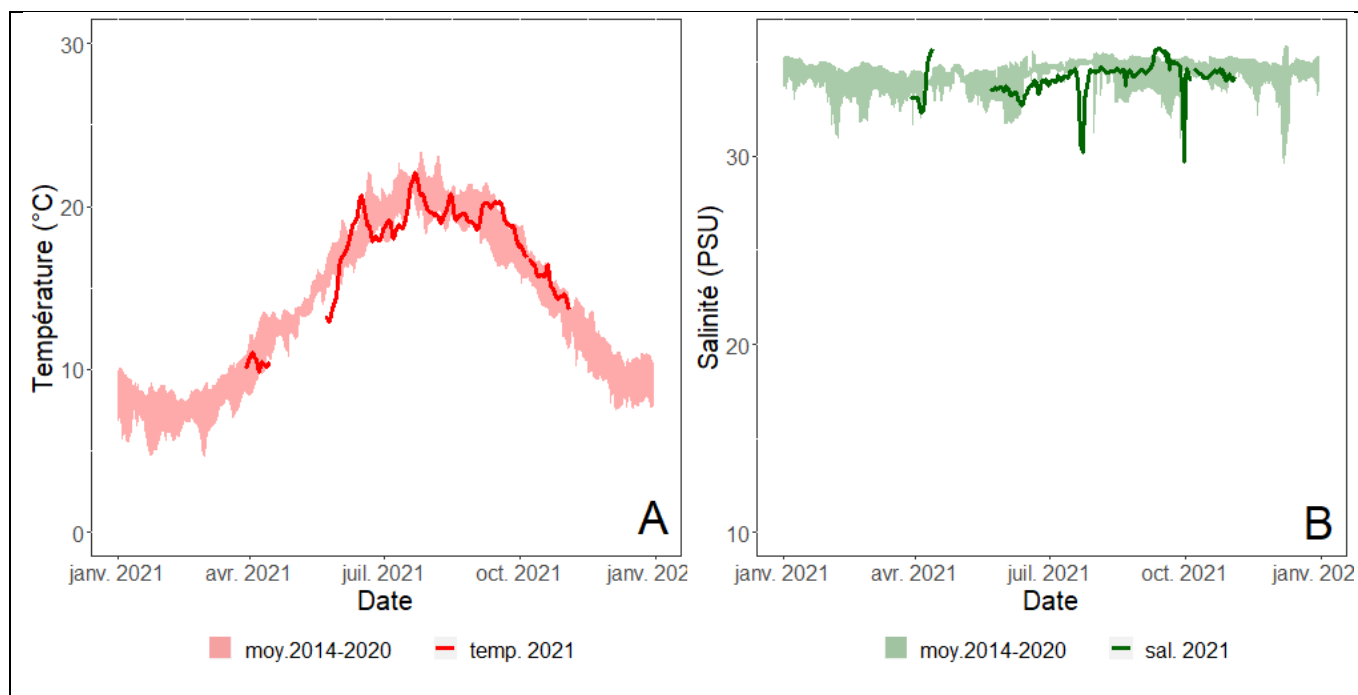 30
20
10
0
Température (°C)
A
janv. 2021 avr. 2021 juil. 2021 oct. 2021 janv. 202
Date
moy.2014-2020 temp. 2021
30
20
10
Salinité (PSU)
B
janv. 2021 avr. 2021 juil. 2021 oct. 2021 janv. 202
Date
moy.2014-2020 sal. 2021